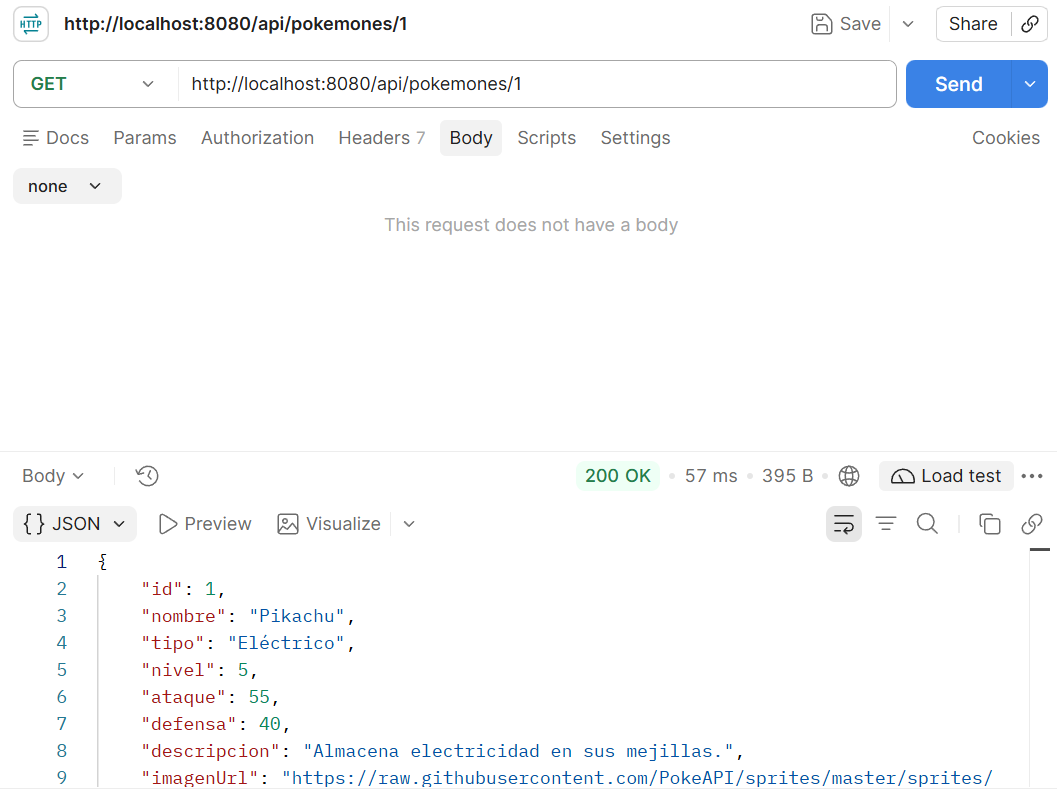 HTTP http://localhost:8080/api/pokemones/1 Save Share
GET http://localhost:8080/api/pokemones/1 Send
Docs Params Authorization Headers 7 Body Scripts Settings Cookies
none
This request does not have a body
Body 200 OK • 57 ms • 395 B • Load test
{} JSON Preview Visualize
1 {
2 "id": 1,
3 "nombre": "Pikachu",
4 "tipo": "Eléctrico",
5 "nivel": 5,
6 "ataque": 55,
7 "defensa": 40,
8 "descripcion": "Almacena electricidad en sus mejillas.",
9 "imagenUrl": "https://raw.githubusercontent.com/PokeAPI/sprites/master/sprites/